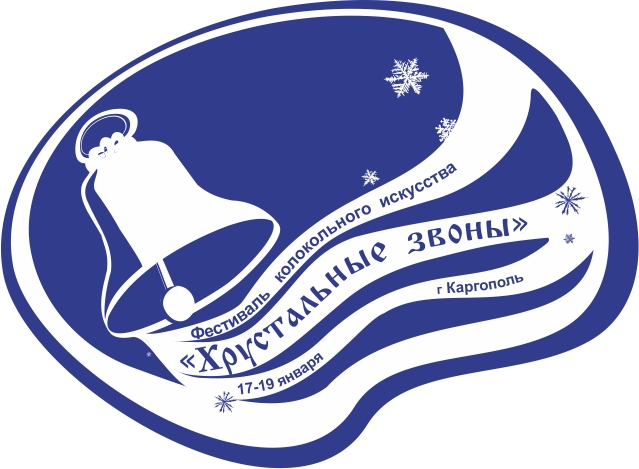 Фестиваль колокольного искусства
«Хрустальные звоны»
г Каргополь
17-19 января